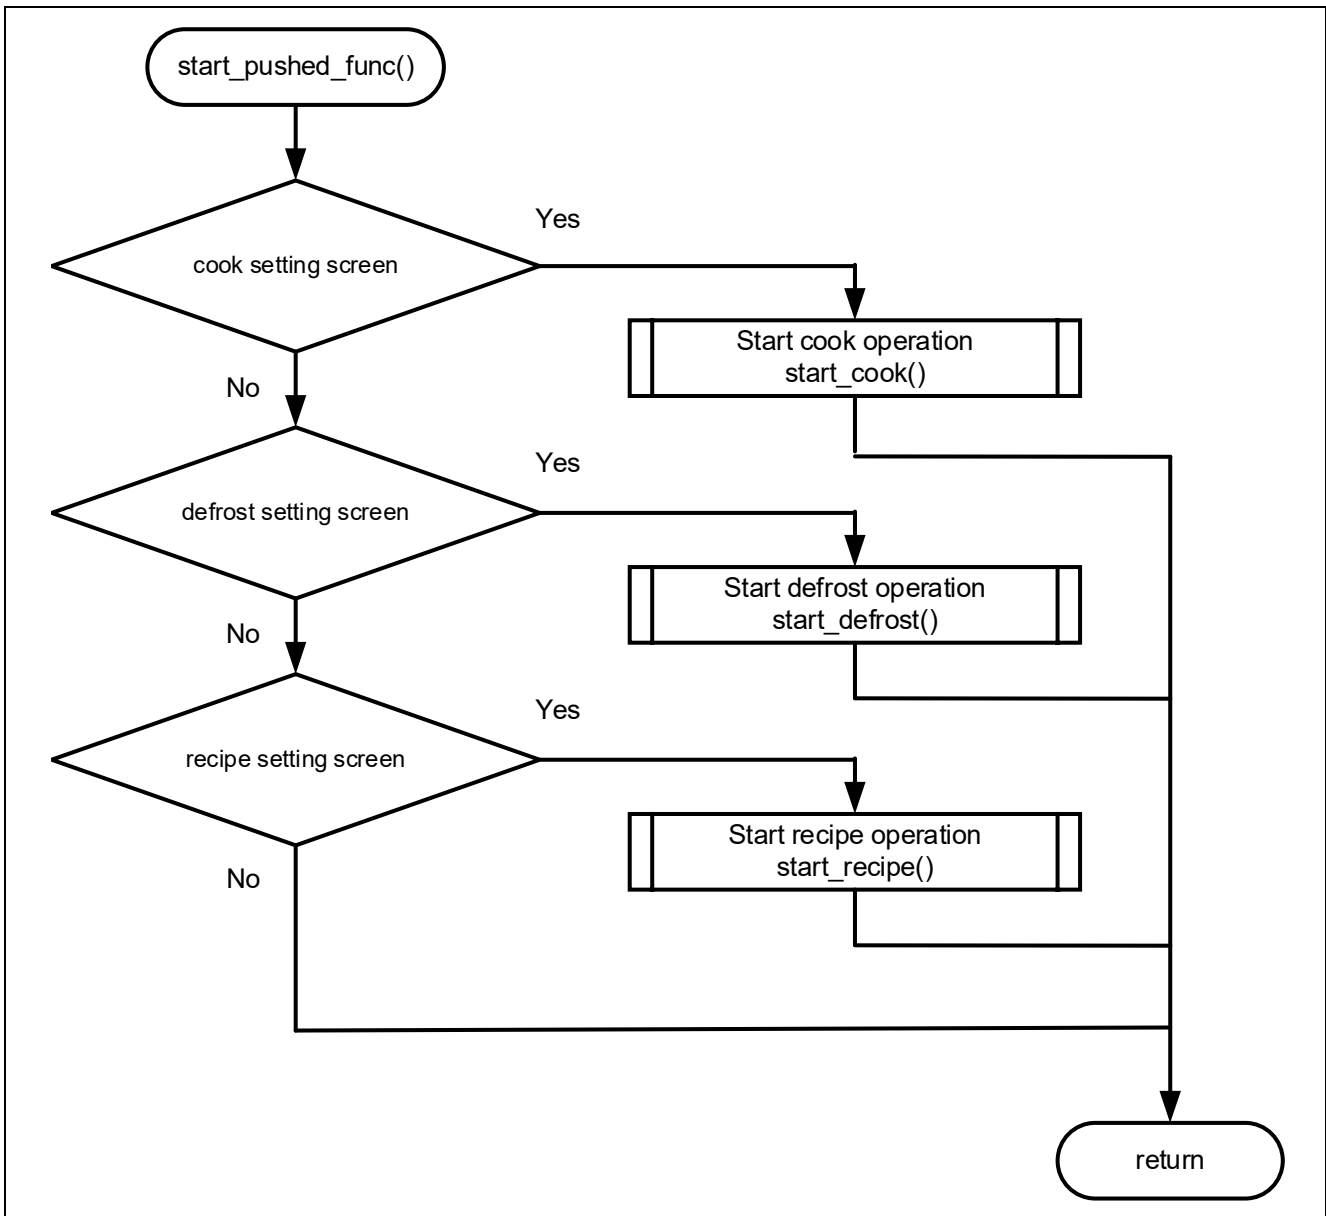 start_pushed_func()
Yes
cook setting screen
Start cook operation
start_cook()
No
Yes
defrost setting screen
Start defrost operation
start_defrost()
No
Yes
recipe setting screen
Start recipe operation
start_recipe()
No
return